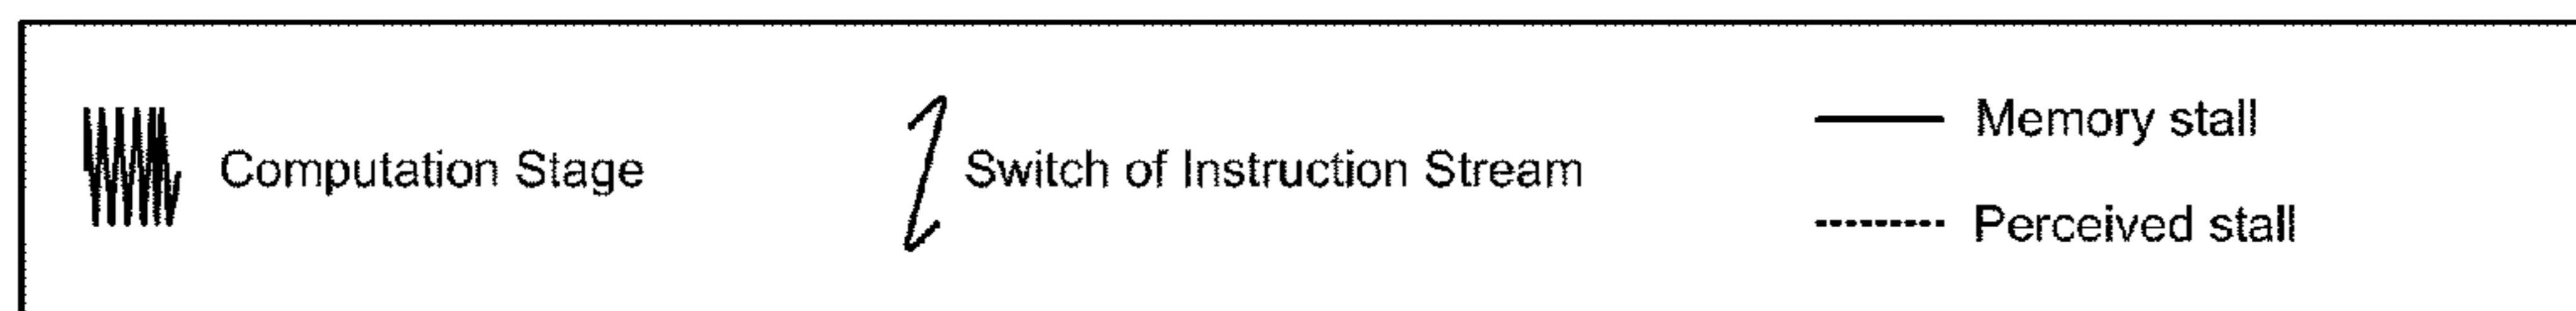 Computation Stage
Switch of Instruction Stream
Memory stall
Perceived stall